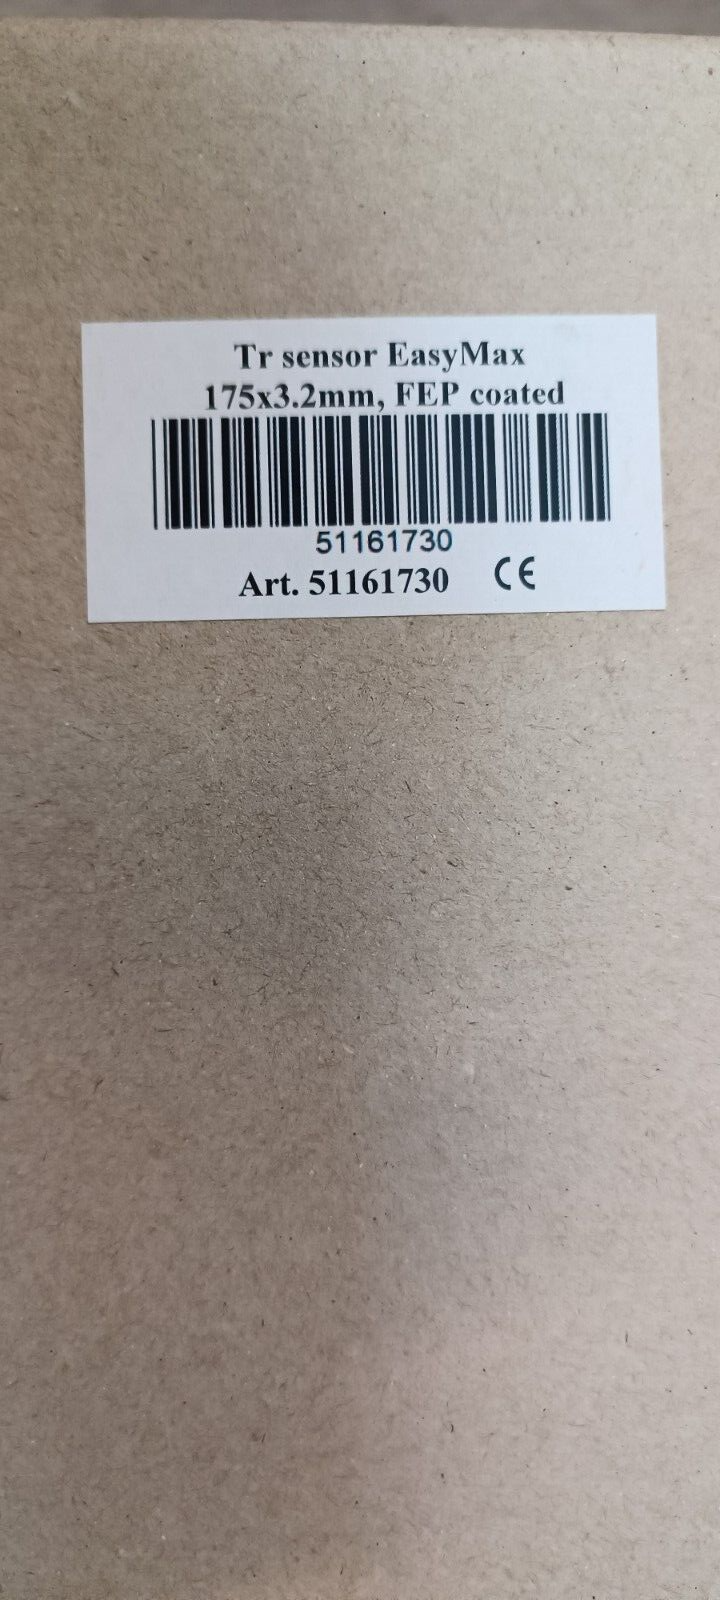 Tr sensor EasyMax
175x3.2mm, FEP coated
51161730
Art. 51161730 CE